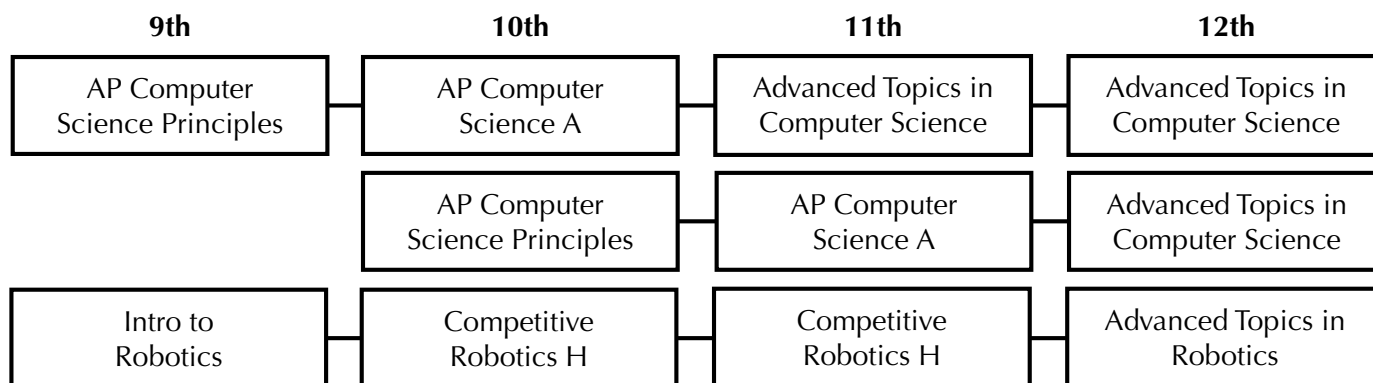 9th 10th 11th 12th
AP Computer
Science Principles
AP Computer
Science A
Advanced Topics in
Computer Science
Advanced Topics in
Computer Science
AP Computer
Science Principles
AP Computer
Science A
Advanced Topics in
Computer Science
Intro to
Robotics
Competitive
Robotics H
Competitive
Robotics H
Advanced Topics in
Robotics